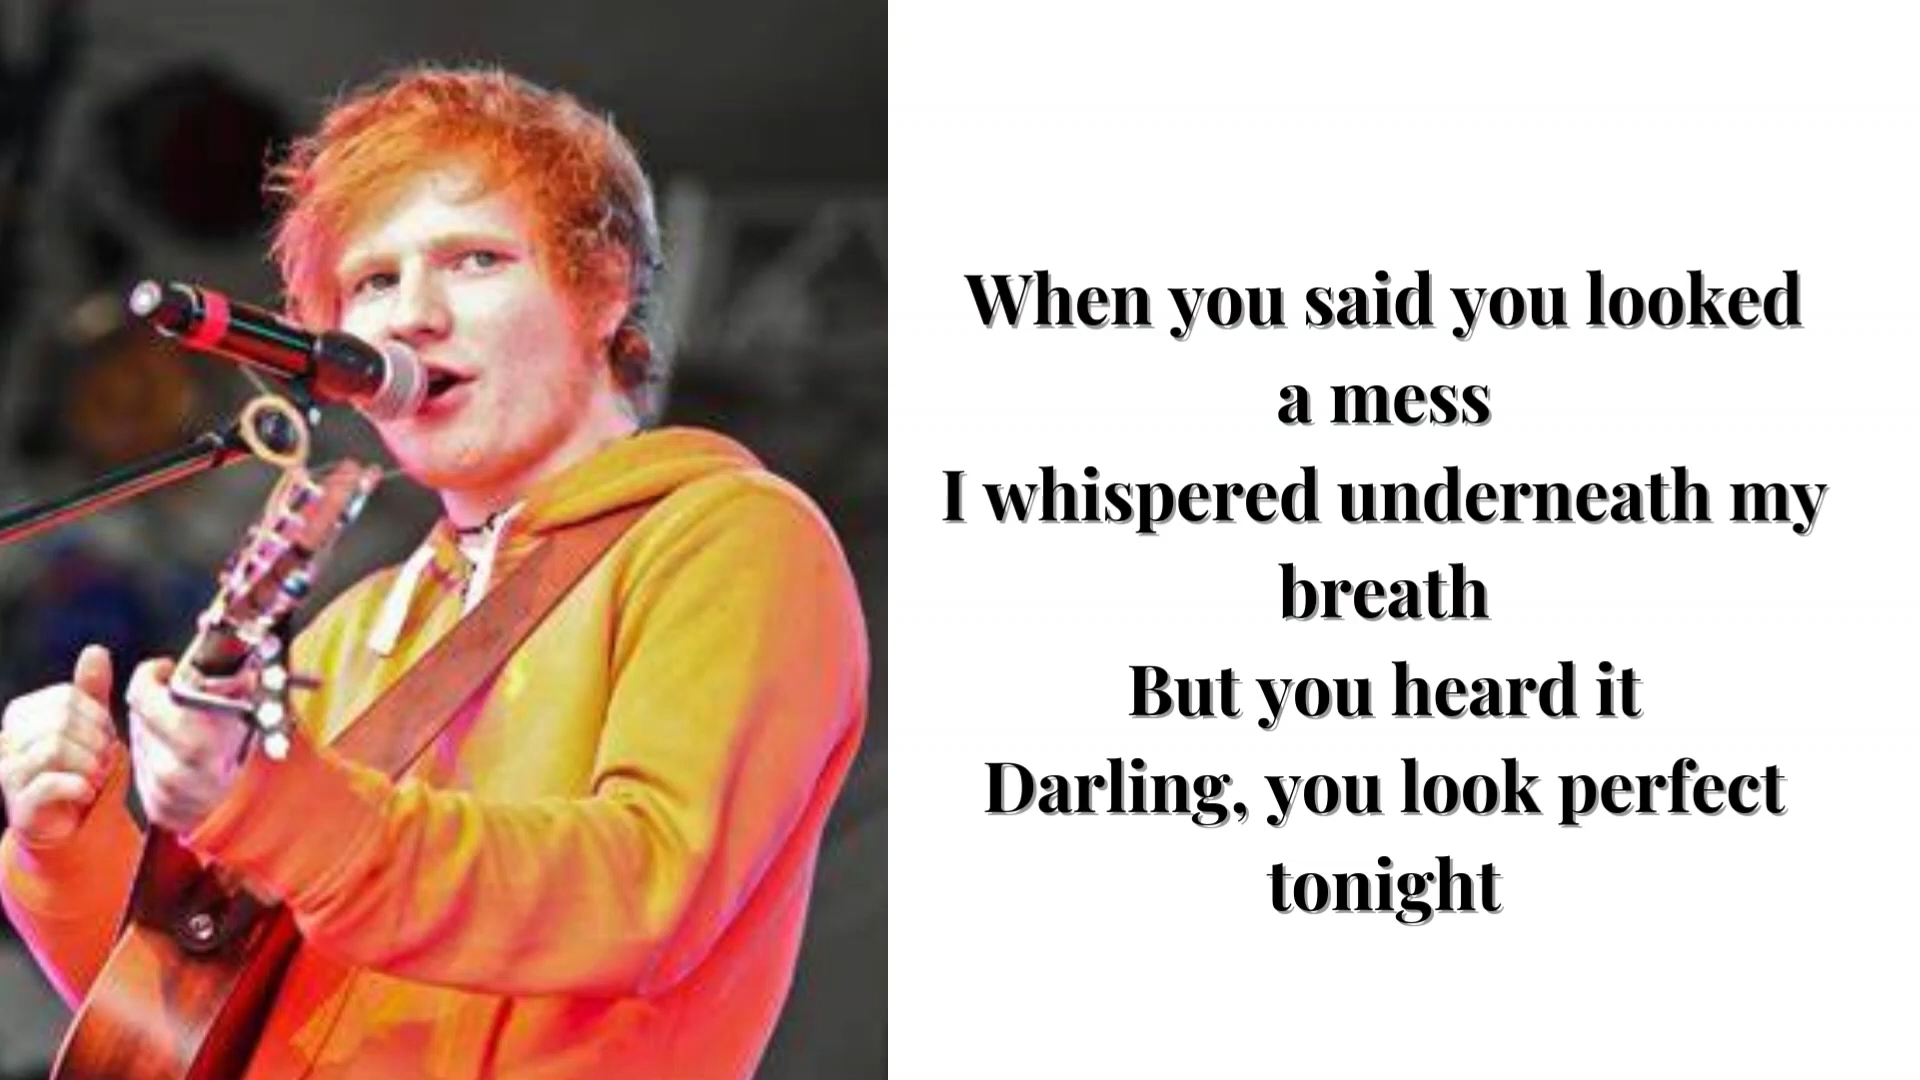 When you said you looked
a mess
I whispered underneath my
breath
But you heard it
Darling, you look perfect
tonight